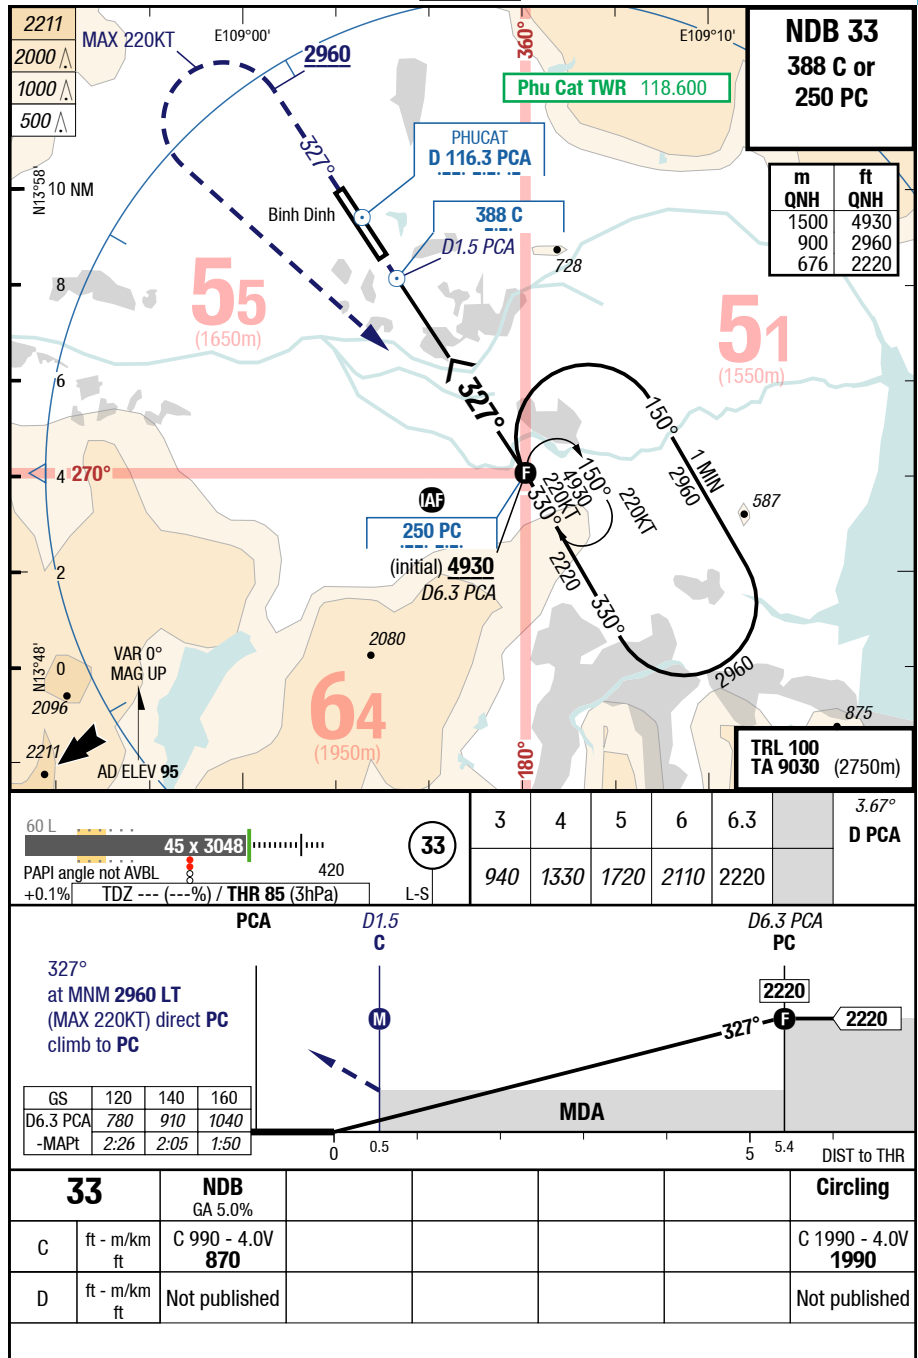 2211
2000
1000
500
MAX 220KT
E109°00'
2960
360°
E109°10'
NDB 33
388 C or
250 PC
Phu Cat TWR 118.600
PHUCAT
D 116.3 PCA
327°
N13°58'
10 NM
Binh Dinh
388 C
D1.5 PCA
m ft
QNH QNH
1500 4930
900 2960
676 2220
728
8
55
(1650m)
51
(1550m)
6
327°
150°
1 MIN
2960
270°
4
F
150°
4930
220KT
330°
220KT
587
IAF
250 PC
(initial) 4930
D6.3 PCA
2
2220
330°
2960
2080
VAR 0°
MAG UP
N13°48'
0
2096
64
(1950m)
180°
875
2211
AD ELEV 95
TRL 100
TA 9030 (2750m)
60 L
45 x 3048
33
PAPI angle not AVBL
420
+0.1%
TDZ --- (---%) / THR 85 (3hPa)
L-S
3 4 5 6 6.3
3.67°
D PCA
940 1330 1720 2110 2220
PCA
D1.5
C
D6.3 PCA
PC
327°
at MNM 2960 LT
(MAX 220KT) direct PC
climb to PC
M
2220
327°
F
2220
MDA
GS 120 140 160
D6.3 PCA 780 910 1040
-MAPt 2:26 2:05 1:50
0
0.5
5
5.4
DIST to THR
33
NDB
GA 5.0%
Circling
C
ft - m/km
ft
C 990 - 4.0V
870
C 1990 - 4.0V
1990
D
ft - m/km
ft
Not published
Not published